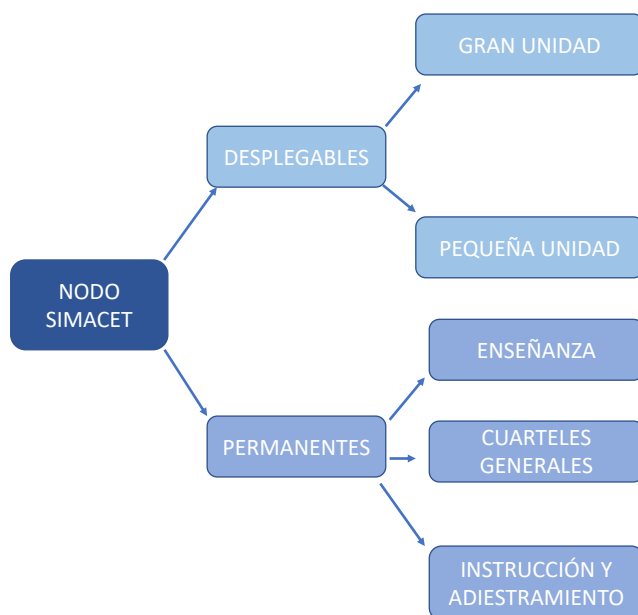 GRAN UNIDAD
DESPLEGABLES
PEQUEÑA UNIDAD
NODO
SIMACET
ENSEÑANZA
PERMANENTES
CUARTELES
GENERALES
INSTRUCCIÓN Y
ADIESTRAMIENTO